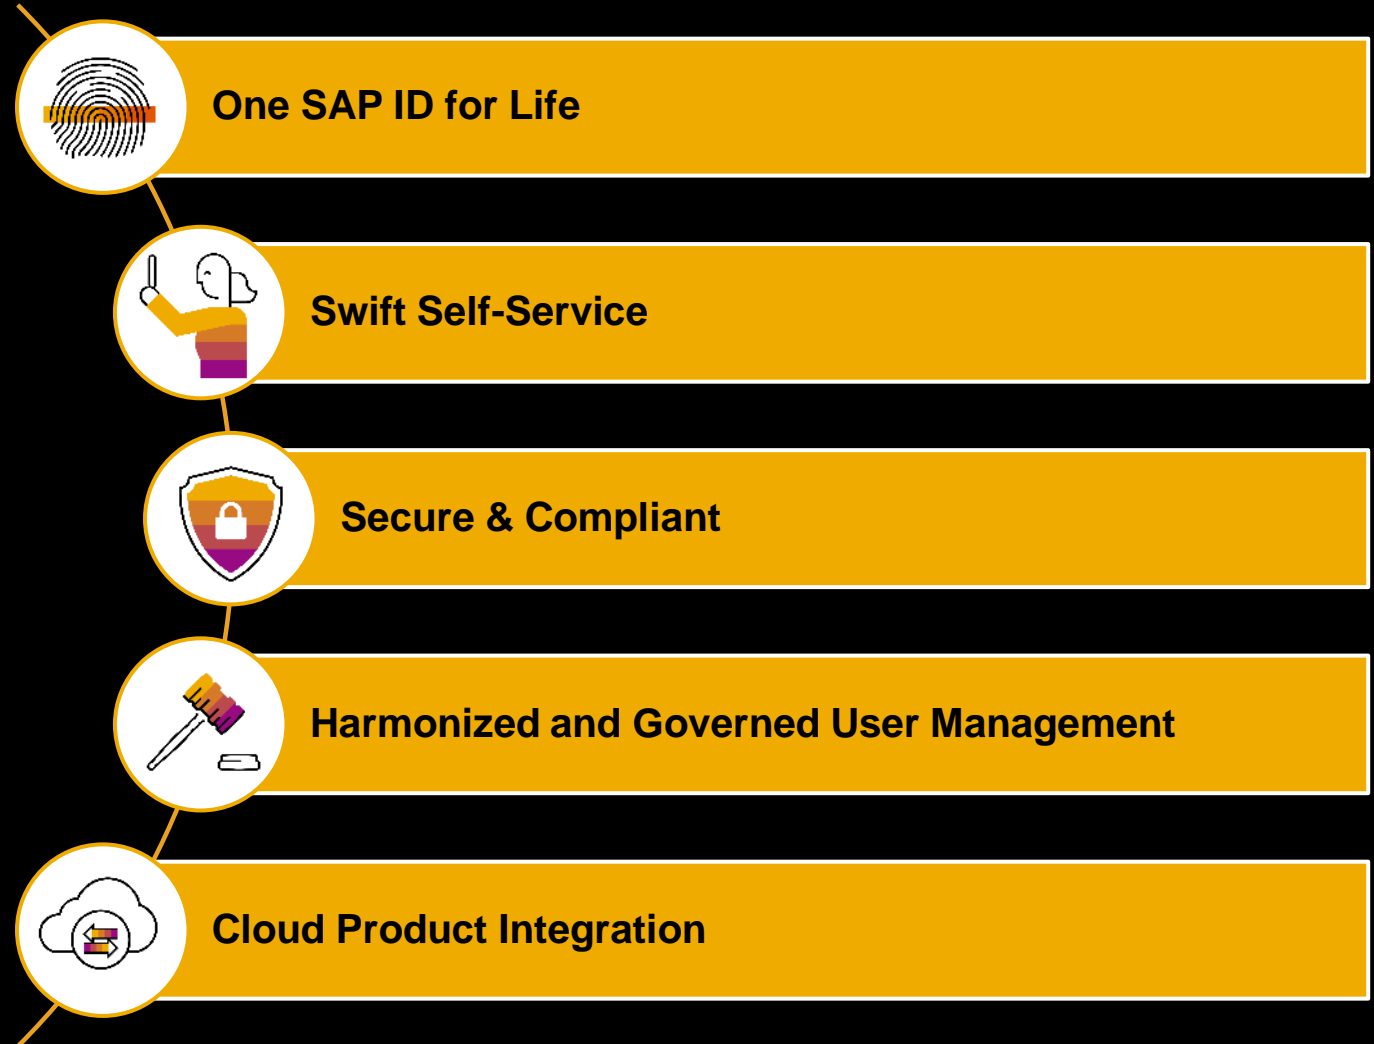 One SAP ID for Life
Swift Self-Service
Secure & Compliant
Harmonized and Governed User Management
Cloud Product Integration